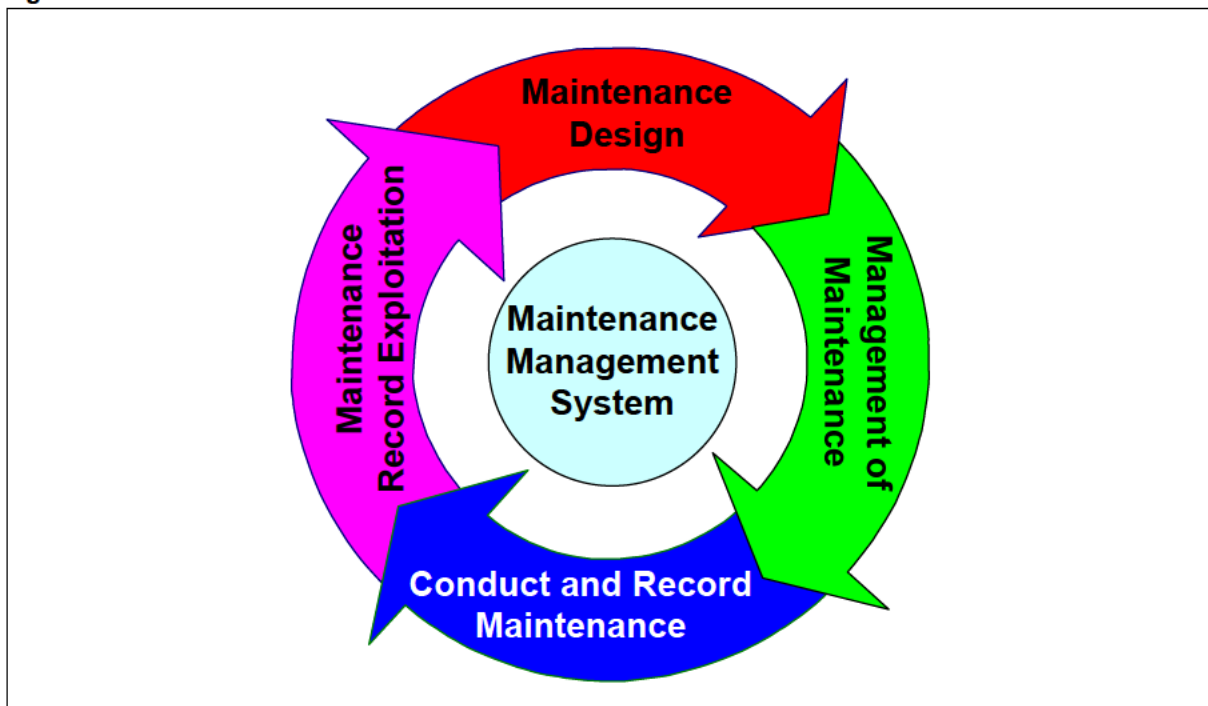 Maintenance
Design
Management of
Maintenance
Maintenance
Management
System
Conduct and Record
Maintenance
Maintenance
Record Exploitation